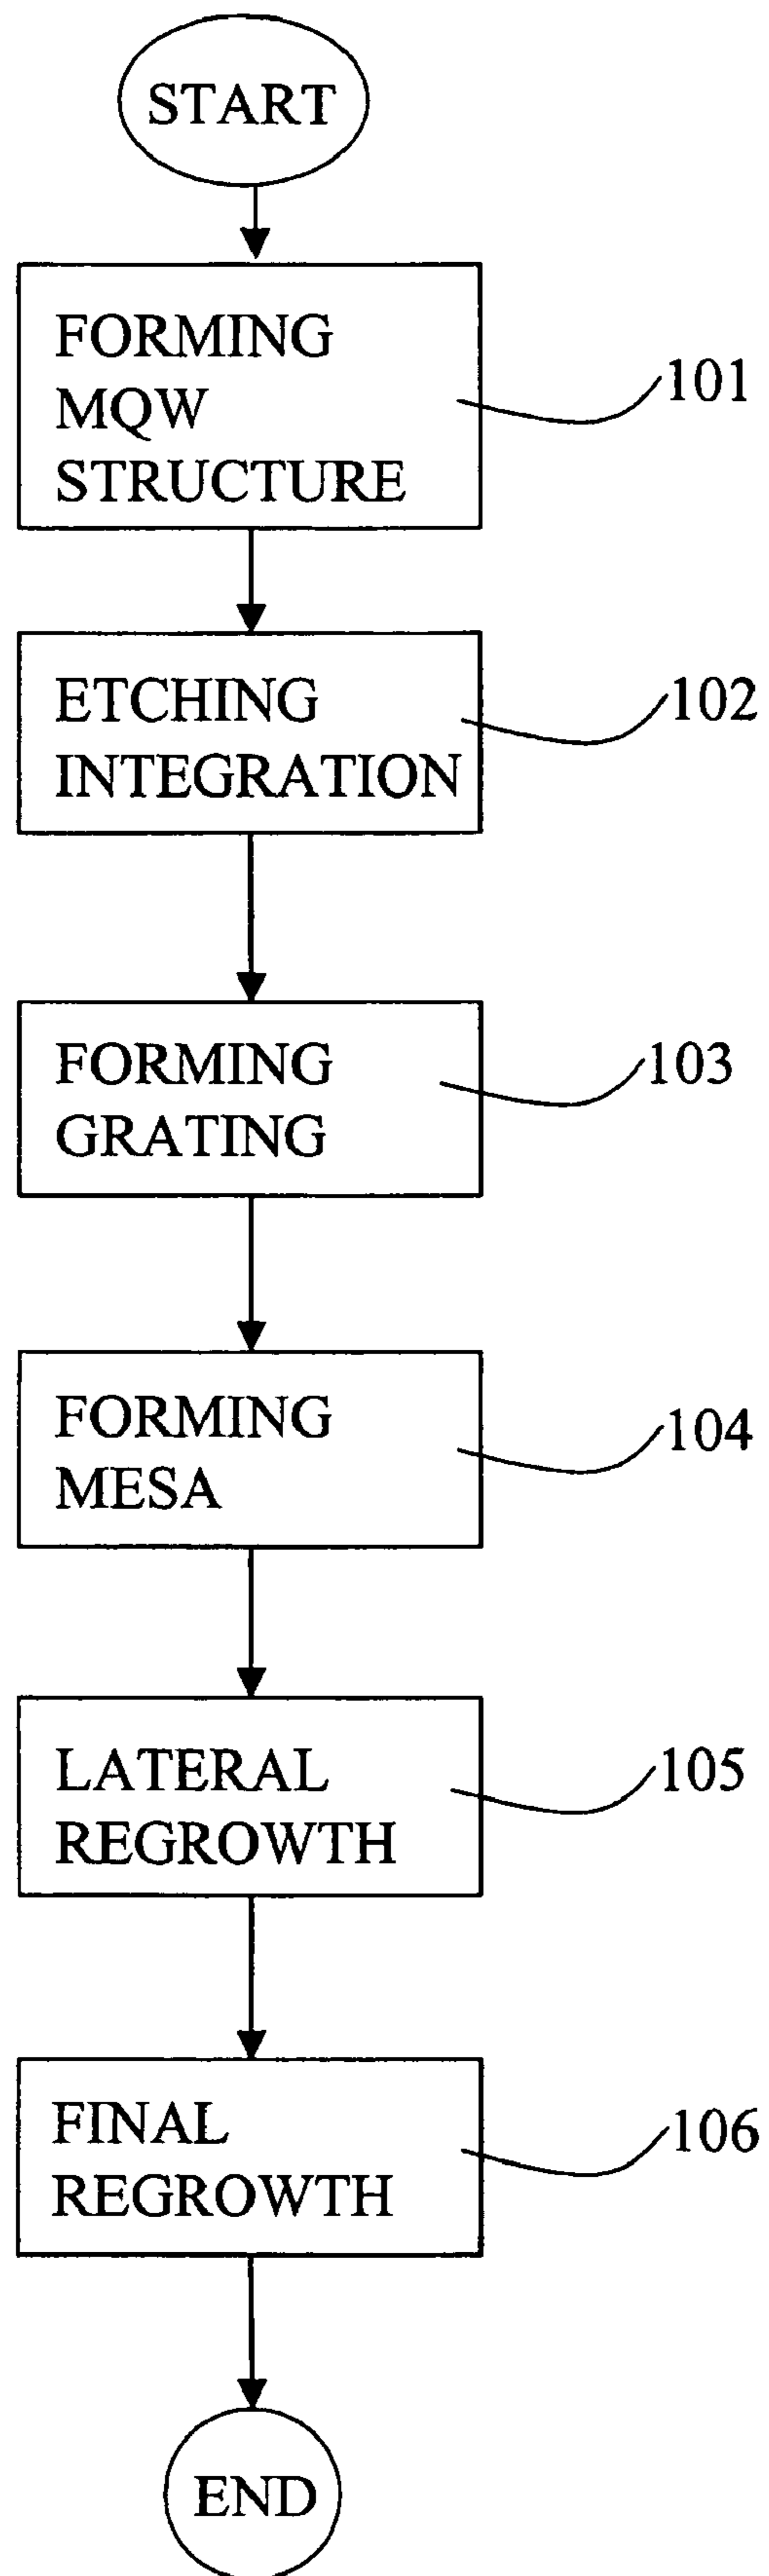 START
FORMING
MQW
STRUCTURE
101
ETCHING
INTEGRATION
102
FORMING
GRATING
103
FORMING
MESA
104
LATERAL
REGROWTH
105
FINAL
REGROWTH
106
END